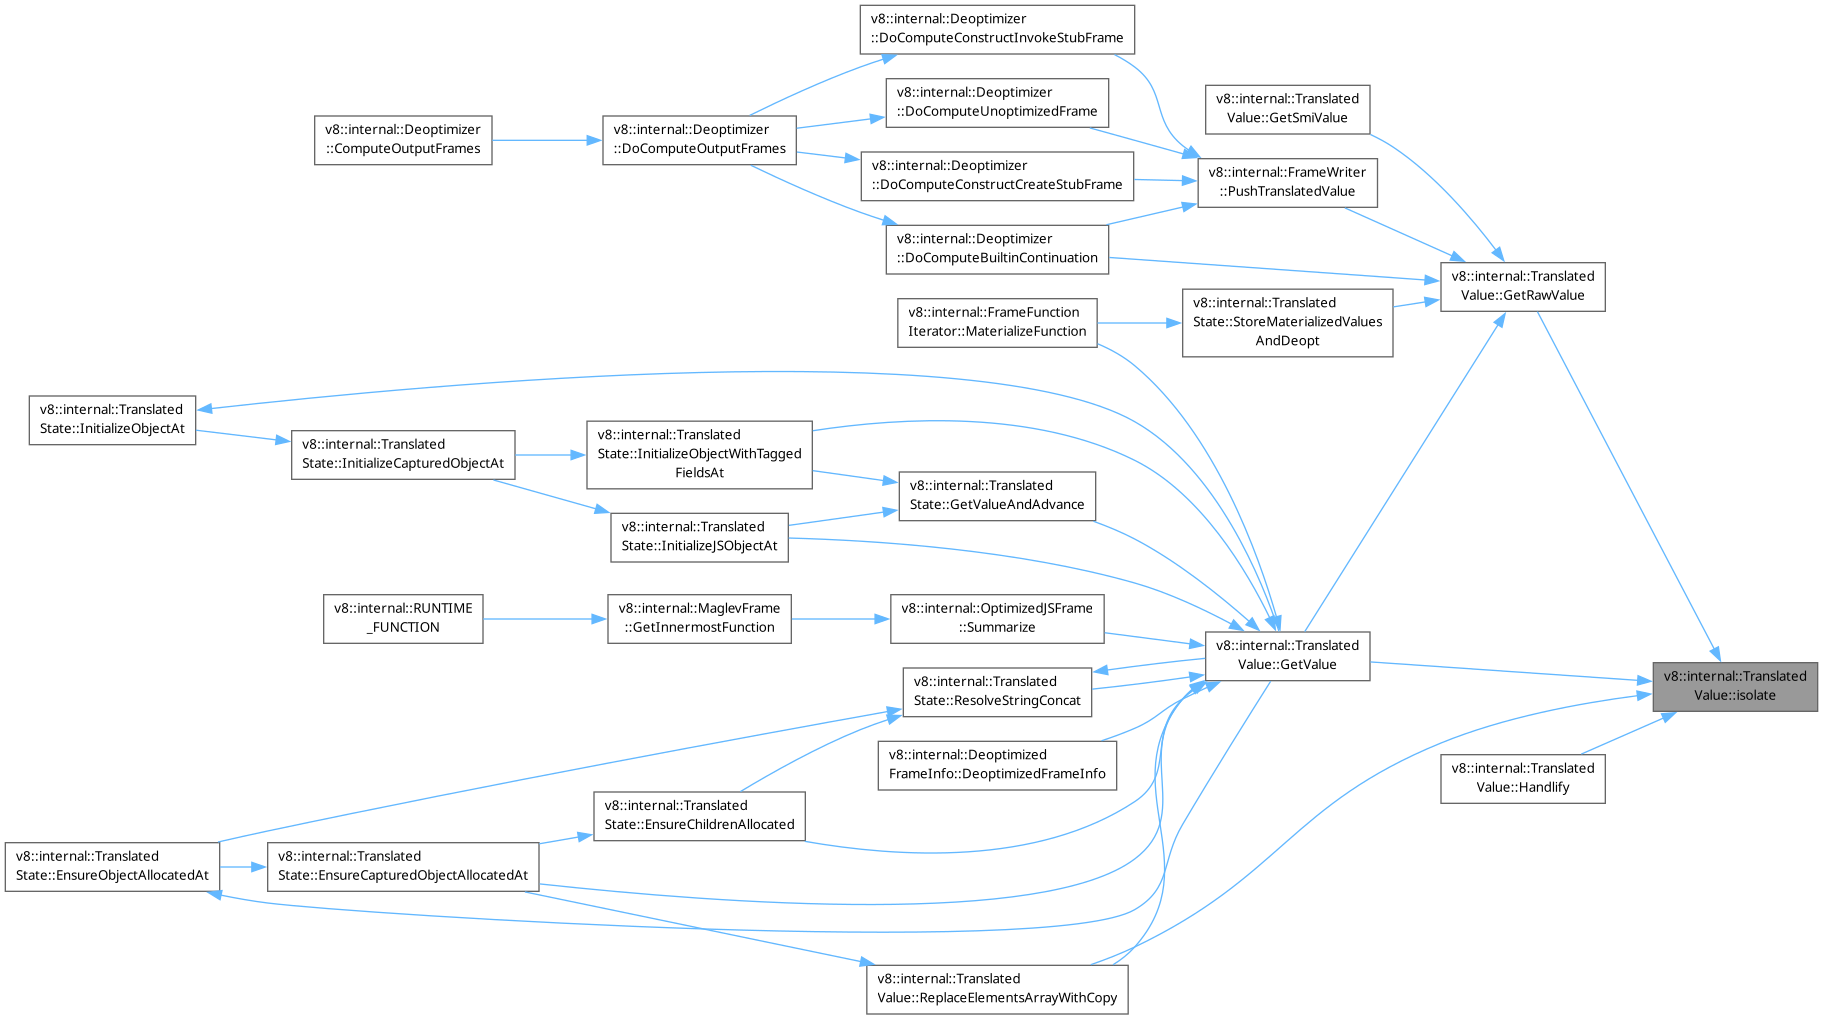 v8::internal::Deoptimizer
::DoComputeConstructInvokeStubFrame
v8::internal::Deoptimizer
::DoComputeUnoptimizedFrame
v8::internal::Translated
Value::GetSmiValue
v8::internal::Deoptimizer
::ComputeOutputFrames
v8::internal::Deoptimizer
::DoComputeOutputFrames
v8::internal::Deoptimizer
::DoComputeConstructCreateStubFrame
v8::internal::FrameWriter
::PushTranslatedValue
v8::internal::Deoptimizer
::DoComputeBuiltinContinuation
v8::internal::Translated
Value::GetRawValue
v8::internal::FrameFunction
Iterator::MaterializeFunction
v8::internal::Translated
State::StoreMaterializedValues
AndDeopt
v8::internal::Translated
State::InitializeObjectAt
v8::internal::Translated
State::InitializeCapturedObjectAt
v8::internal::Translated
State::InitializeObjectWithTagged
FieldsAt
v8::internal::Translated
State::GetValueAndAdvance
v8::internal::Translated
State::InitializeJSObjectAt
v8::internal::RUNTIME
_FUNCTION
v8::internal::MaglevFrame
::GetInnermostFunction
v8::internal::OptimizedJSFrame
::Summarize
v8::internal::Translated
Value::GetValue
v8::internal::Translated
State::ResolveStringConcat
v8::internal::Translated
Value::isolate
v8::internal::Deoptimized
FrameInfo::DeoptimizedFrameInfo
v8::internal::Translated
Value::Handlify
v8::internal::Translated
State::EnsureChildrenAllocated
v8::internal::Translated
State::EnsureObjectAllocatedAt
v8::internal::Translated
State::EnsureCapturedObjectAllocatedAt
v8::internal::Translated
Value::ReplaceElementsArrayWithCopy